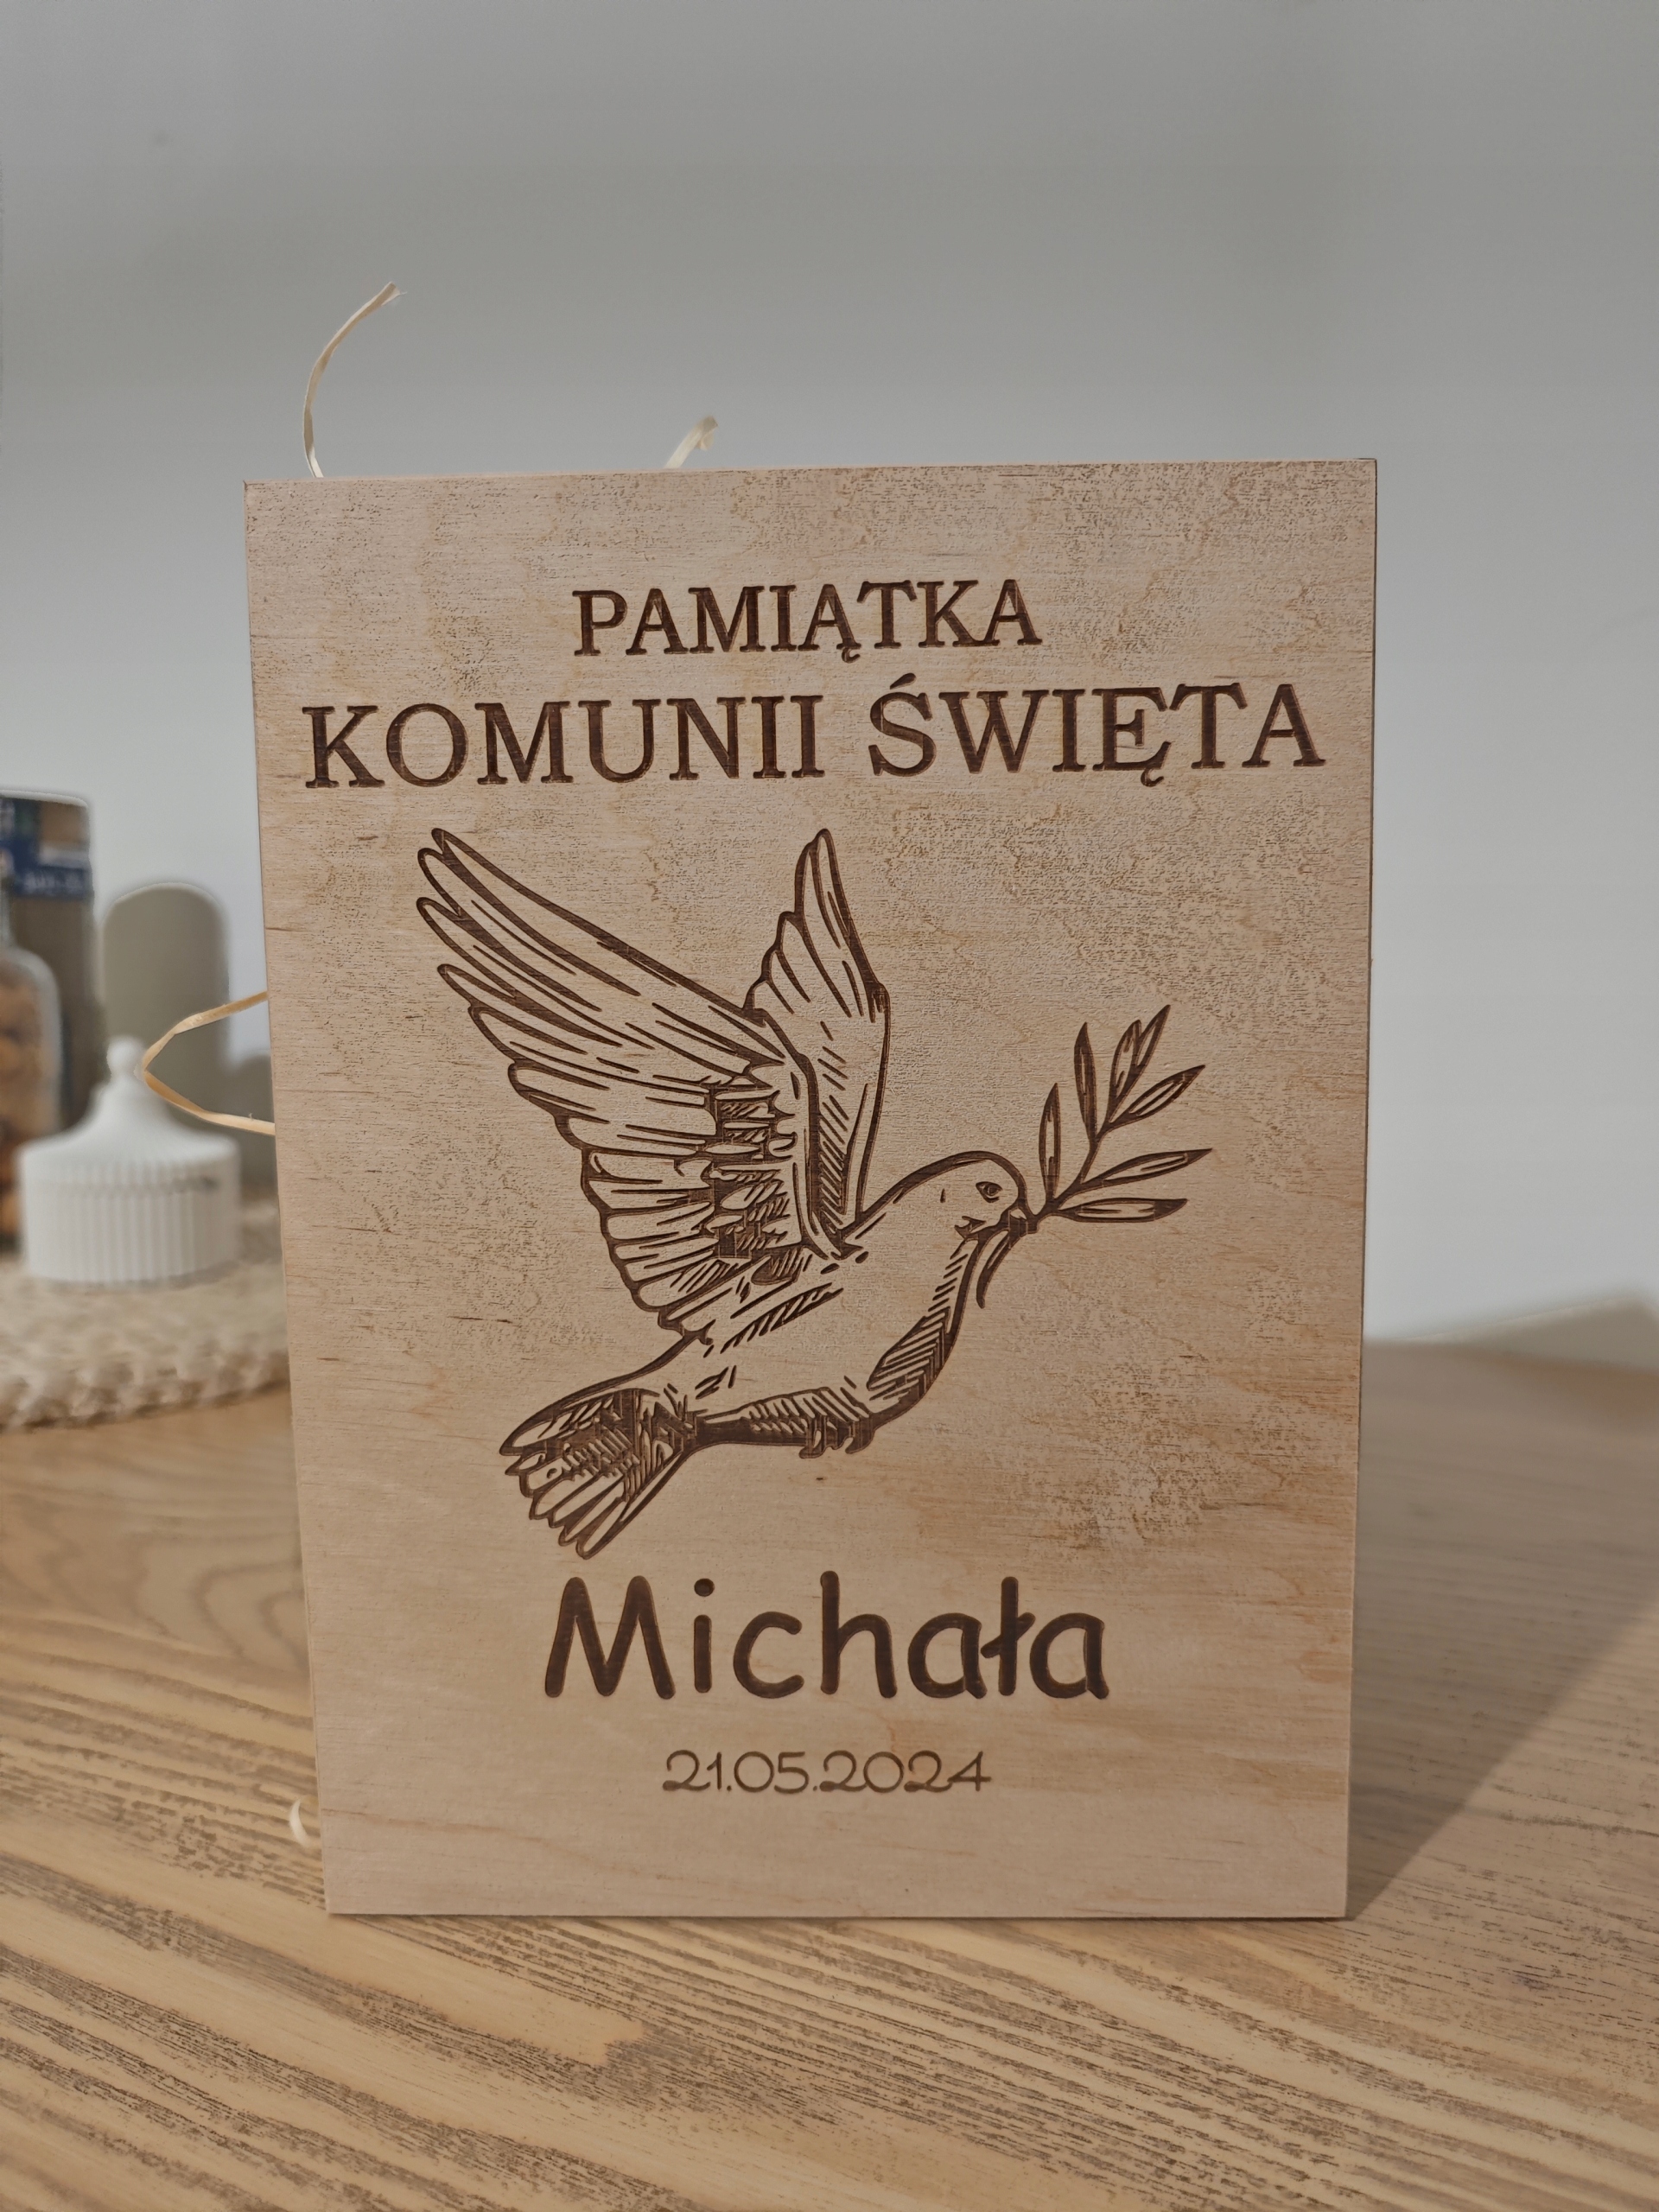 PAMIĄTKA
KOMUNII ŚWIĘTA
Michała
21.05.2024